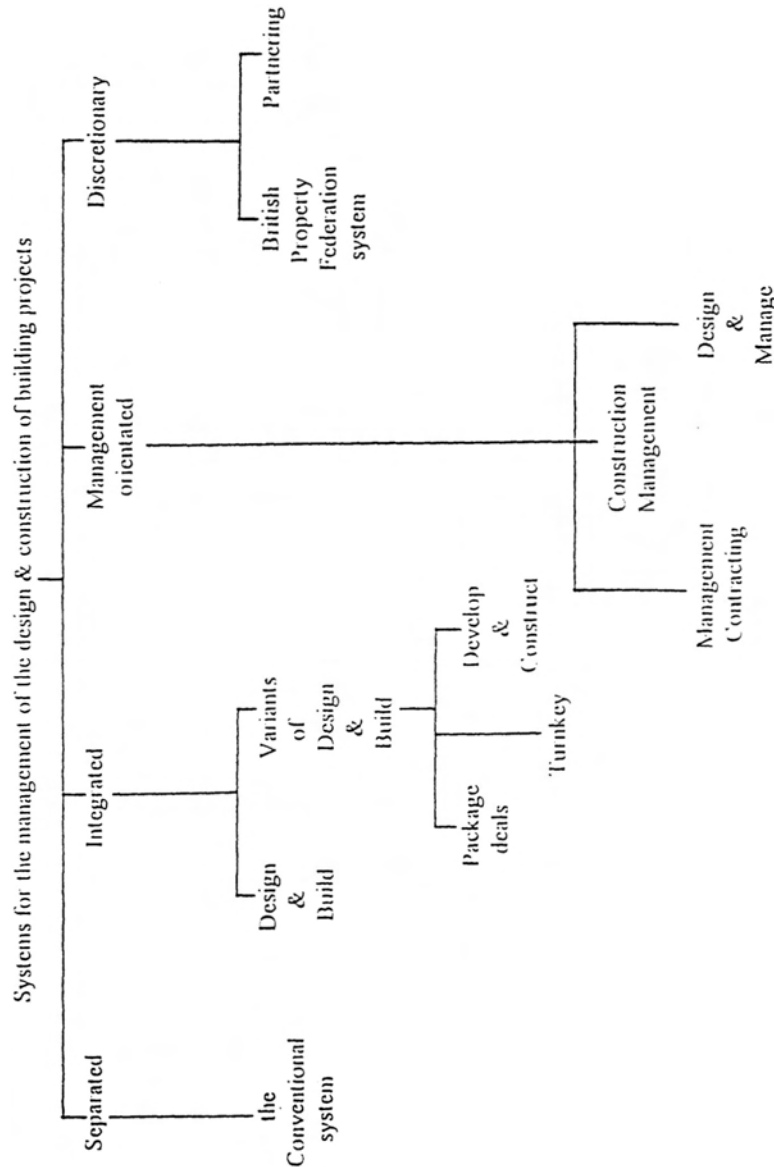 Systems for the management of the design & construction of building projects
Separated
Integrated
Management
orientated
Discretionary
the
Conventional
system
Design
&
Build
Variants
of
Design
&
Build
British
Property
Federation
system
Partnering
Package
deals
Turnkey
Develop
&
Construct
Management
Contracting
Construction
Management
Design
&
Manage